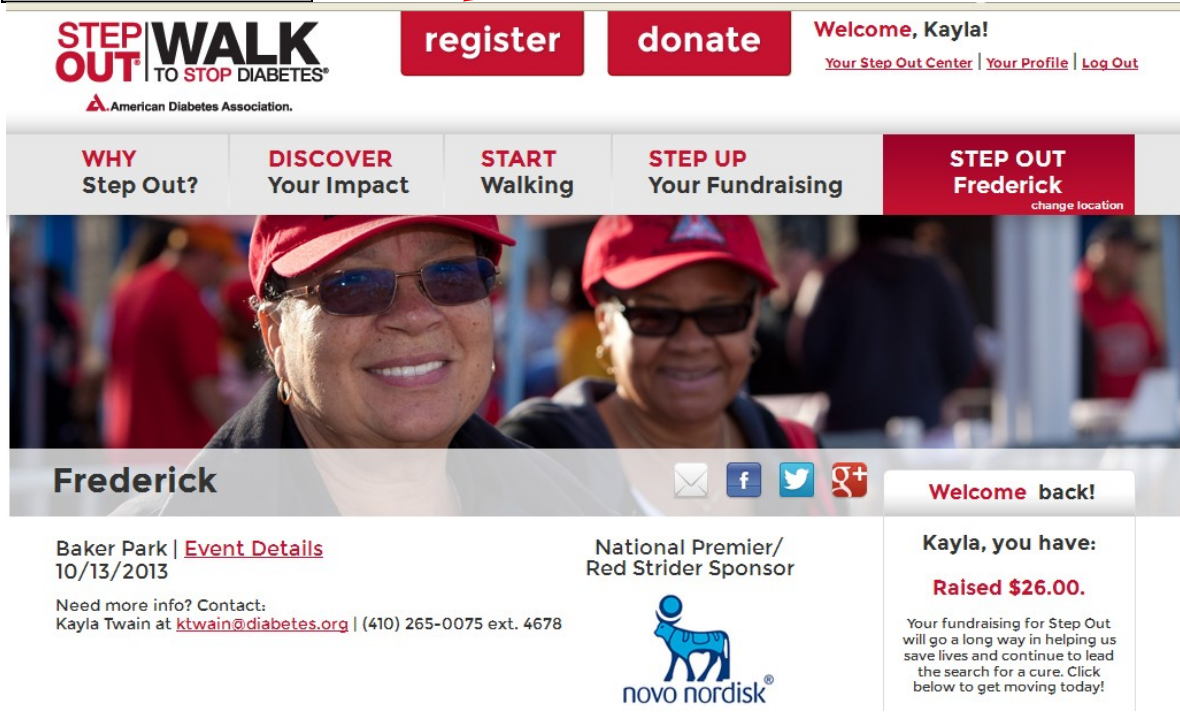 STEP OUT® WALK
TO STOP DIABETES®
American Diabetes Association.
register
donate
Welcome, Kayla!
Your Step Out Center | Your Profile | Log Out
WHY
Step Out?
DISCOVER
Your Impact
START
Walking
STEP UP
Your Fundraising
STEP OUT
Frederick
change location
Frederick
f
g+
Welcome back!
Baker Park | Event Details
10/13/2013
Need more info? Contact:
Kayla Twain at ktwain@diabetes.org | (410) 265-0075 ext. 4678
National Premier/
Red Strider Sponsor
novo nordisk®
Kayla, you have:
Raised $26.00.
Your fundraising for Step Out
will go a long way in helping us
save lives and continue to lead
the search for a cure. Click
below to get moving today!